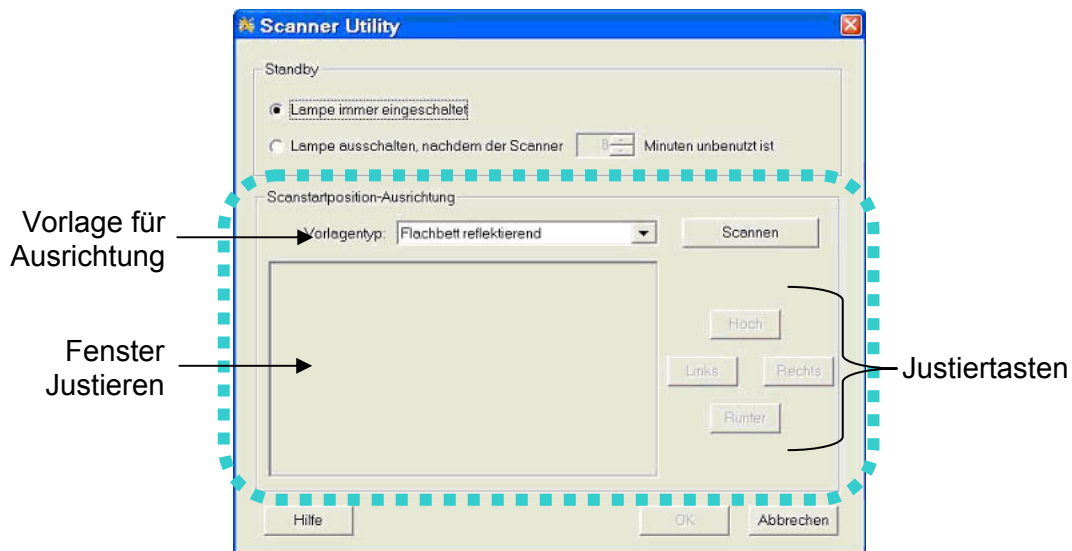 Scanner Utility
Standby
Lampe immer eingeschaltet
Lampe ausschalten, nachdem der Scanner 8 Minuten unbenutzt ist
Scanstartposition-Ausrichtung
Vorlage für
Ausrichtung
Vorlagentyp: Flachbett reflektierend
Scannen
Fenster
Justieren
Hoch
Links
Rechts
Runter
Justiertasten
Hilfe
OK
Abbrechen